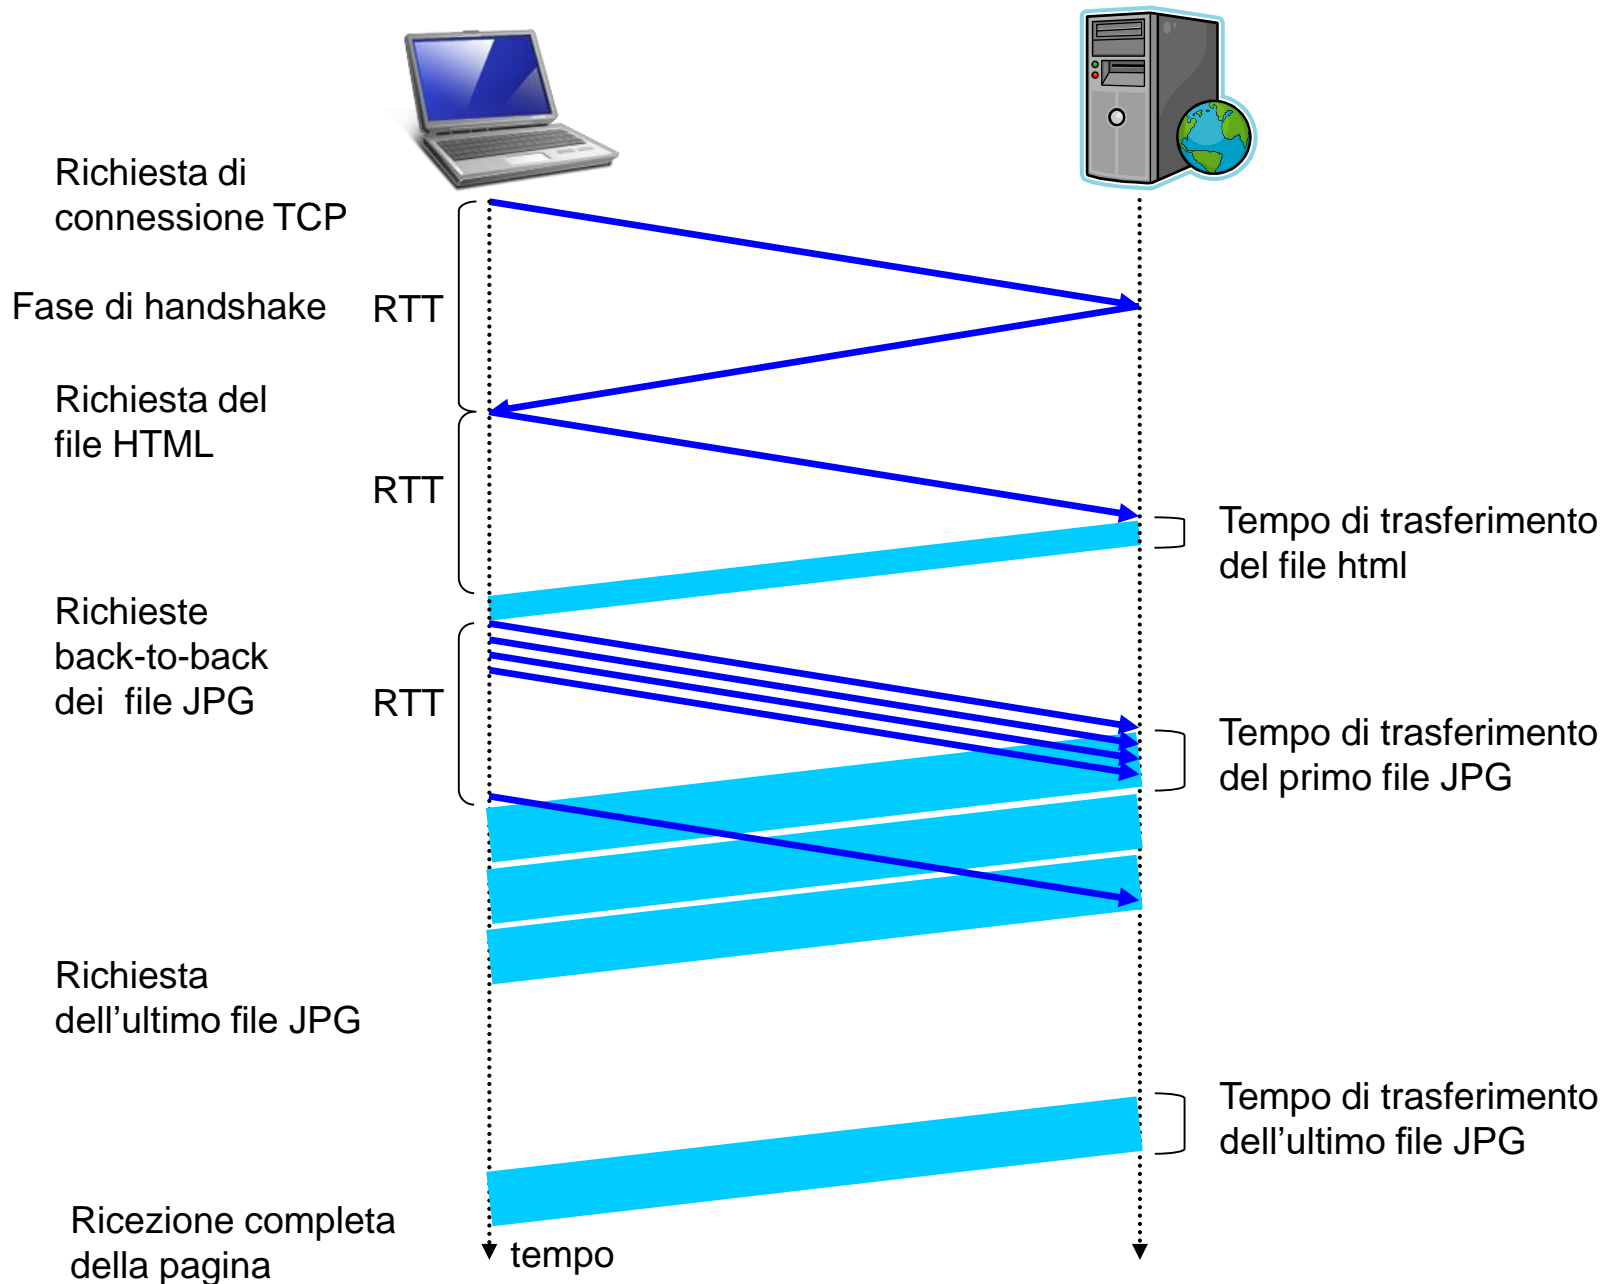 Richiesta di
connessione TCP
Fase di handshake
RTT
Richiesta del
file HTML
RTT
Tempo di trasferimento
del file html
Richieste
back-to-back
dei  file JPG
RTT
Tempo di trasferimento
del primo file JPG
Richiesta
dell’ultimo file JPG
Tempo di trasferimento
dell’ultimo file JPG
Ricezione completa
della pagina
tempo